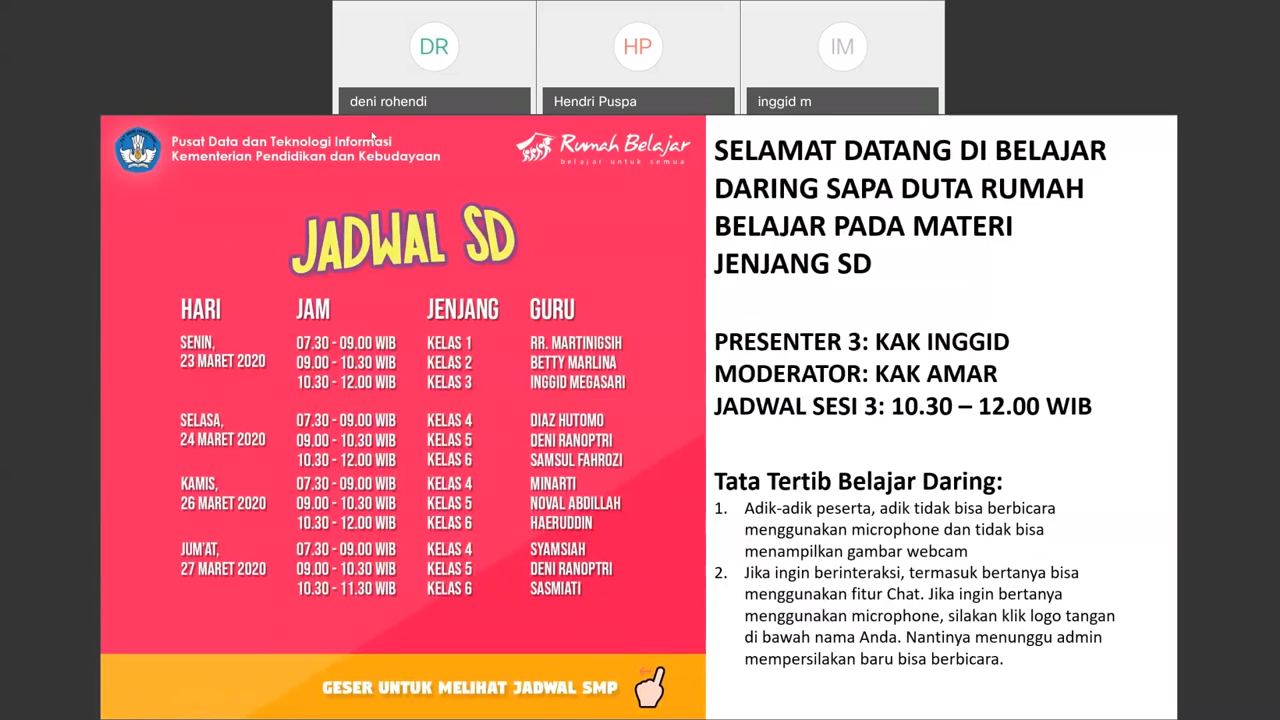 DR
HP
IM
deni rohendi
Hendri Puspa
inggid m
Pusat Data dan Teknologi Informasi
Kementerian Pendidikan dan Kebudayaan
Rumah Belajar
belajar untuk semua
JADWAL SD
HARI JAM JENJANG GURU
SENIN, 07.30 - 09.00 WIB KELAS 1 RR. MARTINIGSIH
23 MARET 2020 09.00 - 10.30 WIB KELAS 2 BETTY MARLINA
10.30 - 12.00 WIB KELAS 3 INGGID MEGASARI
SELASA, 07.30 - 09.00 WIB KELAS 4 DIAZ HUTOMO
24 MARET 2020 09.00 - 10.30 WIB KELAS 5 DENI RANOPTRI
10.30 - 12.00 WIB KELAS 6 SAMSUL FAHROZI
KAMIS, 07.30 - 09.00 WIB KELAS 4 MINARTI
26 MARET 2020 09.00 - 10.30 WIB KELAS 5 NOVAL ABDILLAH
10.30 - 12.00 WIB KELAS 6 HAERUDDIN
JUM'AT, 07.30 - 09.00 WIB KELAS 4 SYAMSIAH
27 MARET 2020 09.00 - 10.30 WIB KELAS 5 DENI RANOPTRI
10.30 - 11.30 WIB KELAS 6 SASMIATI
GESER UNTUK MELIHAT JADWAL SMP
SELAMAT DATANG DI BELAJAR
DARING SAPA DUTA RUMAH
BELAJAR PADA MATERI
JENJANG SD
PRESENTER 3: KAK INGGID
MODERATOR: KAK AMAR
JADWAL SESI 3: 10.30 – 12.00 WIB
Tata Tertib Belajar Daring:
1. Adik-adik peserta, adik tidak bisa berbicara
menggunakan microphone dan tidak bisa
menampilkan gambar webcam
2. Jika ingin berinteraksi, termasuk bertanya bisa
menggunakan fitur Chat. Jika ingin bertanya
menggunakan microphone, silakan klik logo tangan
di bawah nama Anda. Nantinya menunggu admin
mempersilakan baru bisa berbicara.